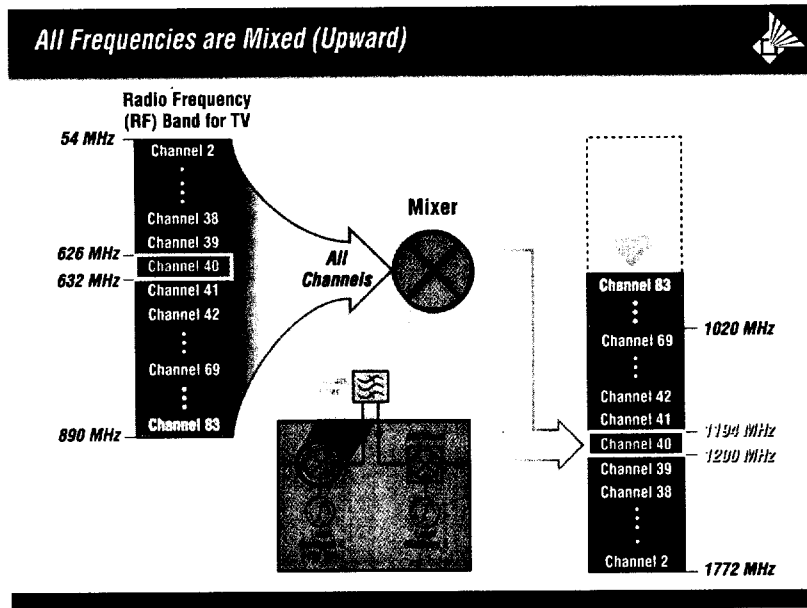 All Frequencies are Mixed (Upward)
Radio Frequency
(RF) Band for TV
54 MHz
Channel 2
Channel 38
Channel 39
626 MHz
Channel 40
632 MHz
Channel 41
Channel 42
Channel 69
Channel 83
890 MHz
All
Channels
Mixer
Channel 83
1020 MHz
Channel 69
Channel 42
Channel 41
1194 MHz
Channel 40
1200 MHz
Channel 39
Channel 38
Channel 2
1772 MHz